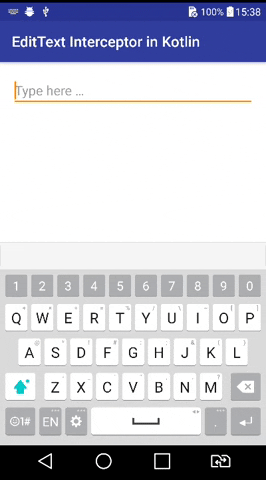 100% 15:38
EditText Interceptor in Kotlin
Type here ...
1 2 3 4 5 6 7 8 9 0
Q W E R T Y U I O P
A S D F G H J K L
Z X C V B N M
1# EN .